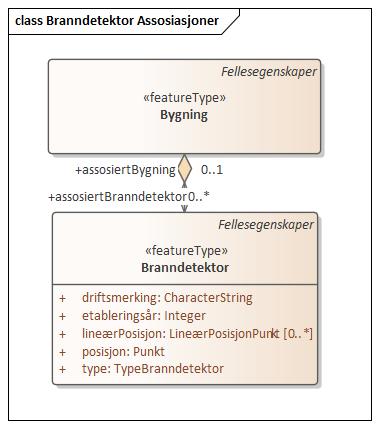 class Branndetektor Assosiasjoner
Fellesegenskaper
«featureType»
Bygning
+assosiertBygning 0..1
+assosiertBranndetektor 0..*
Fellesegenskaper
«featureType»
Branndetektor
+ driftsmerking: CharacterString
+ etableringsår: Integer
+ lineærPosisjon: LineærPosisjonPunkt [0..*]
+ posisjon: Punkt
+ type: TypeBranndetektor